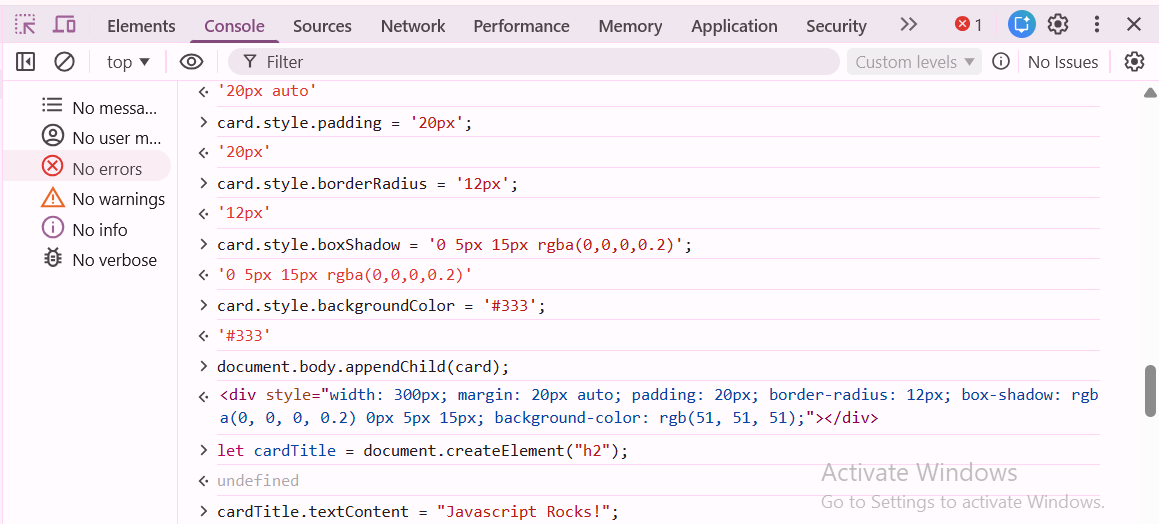 Elements Console Sources Network Performance Memory Application Security 1
top Filter Custom levels No Issues
No messa...
No user m...
No errors
No warnings
No info
No verbose
'20px auto'
card.style.padding = '20px';
'20px'
card.style.borderRadius = '12px';
'12px'
card.style.boxShadow = '0 5px 15px rgba(0,0,0,0.2)';
'0 5px 15px rgba(0,0,0,0.2)'
card.style.backgroundColor = '#333';
'#333'
document.body.appendChild(card);
<div style="width: 300px; margin: 20px auto; padding: 20px; border-radius: 12px; box-shadow: rgb
a(0, 0, 0, 0.2) 0px 5px 15px; background-color: rgb(51, 51, 51);"></div>
let cardTitle = document.createElement("h2");
undefined
cardTitle.textContent = "Javascript Rocks!";
Activate Windows
Go to Settings to activate Windows.